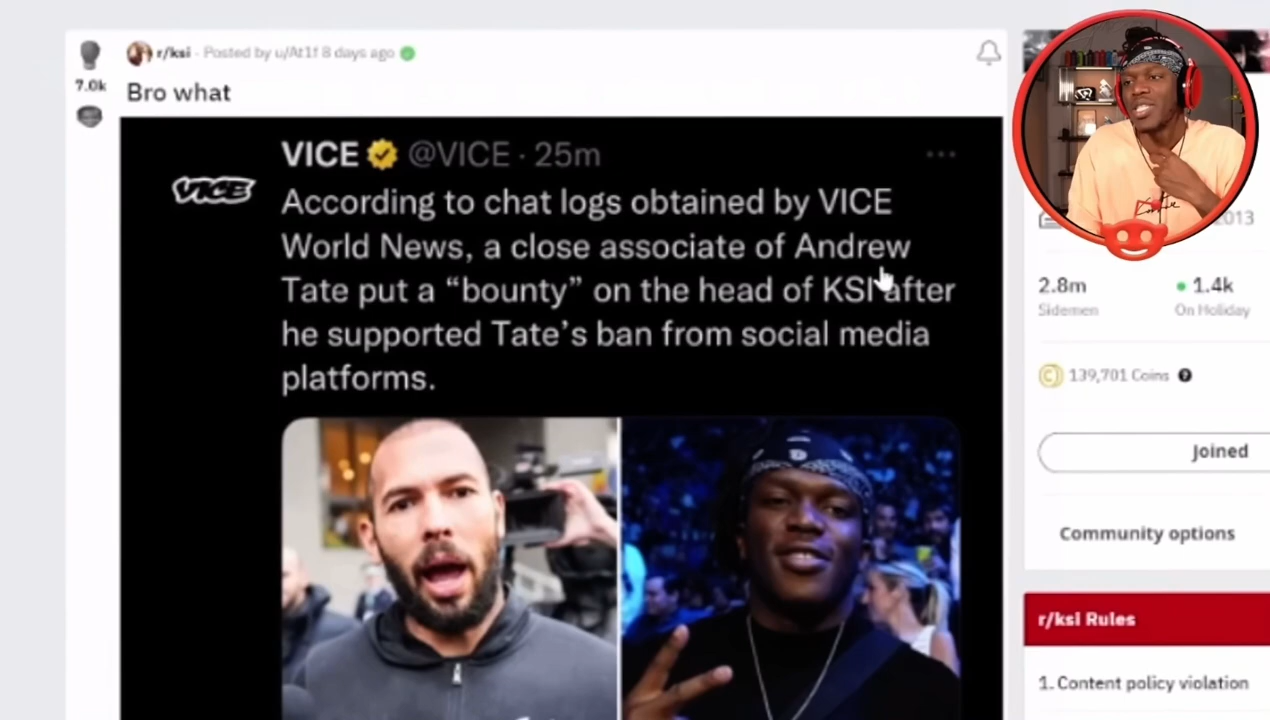 r/ksi · Posted by u/At1f 8 days ago
7.0k
Bro what
VICE @VICE · 25m
VICE
According to chat logs obtained by VICE
World News, a close associate of Andrew
Tate put a “bounty” on the head of KSI after
he supported Tate’s ban from social media
platforms.
2013
2.8m
1.4k
Sidemen
On Holiday
139,701 Coins
Joined
Community options
r/ksi Rules
1. Content policy violation